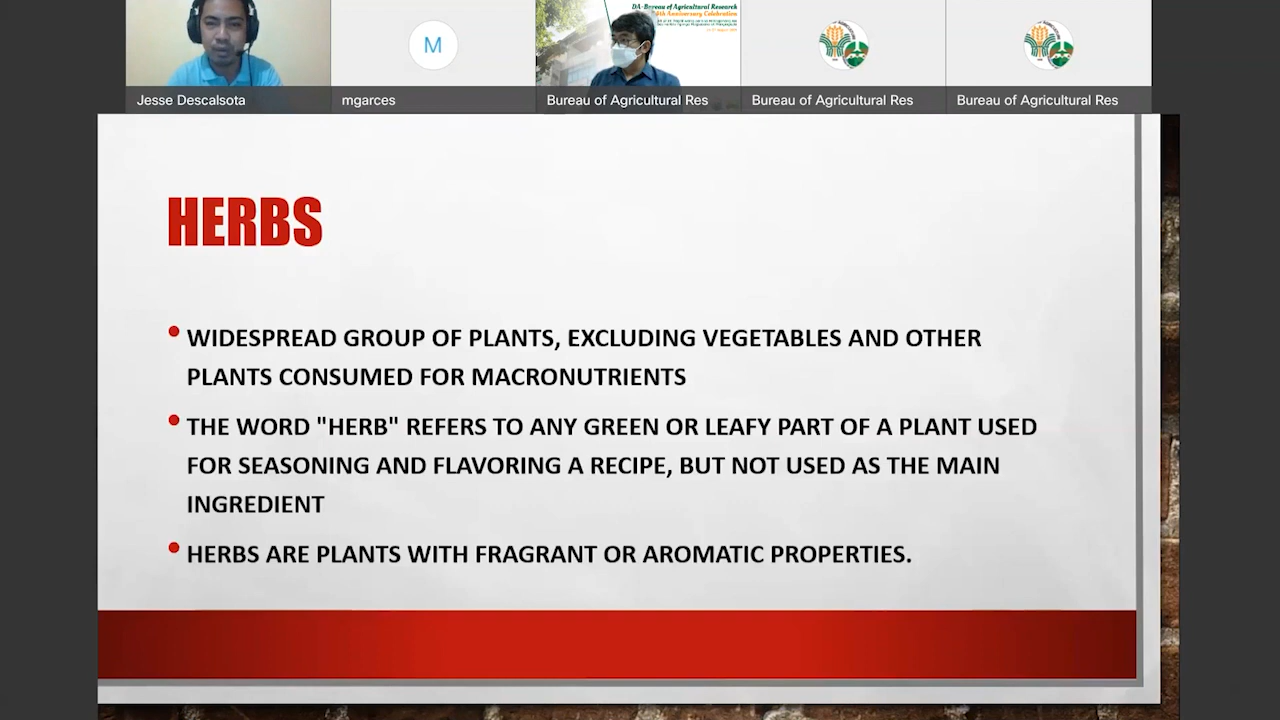 DA-Bureau of Agricultural Research
Anniversary Celebration
Jesse Descalsota
M
mgarces
Bureau of Agricultural Res
Bureau of Agricultural Res
Bureau of Agricultural Res
HERBS
• WIDESPREAD GROUP OF PLANTS, EXCLUDING VEGETABLES AND OTHER
PLANTS CONSUMED FOR MACRONUTRIENTS
• THE WORD "HERB" REFERS TO ANY GREEN OR LEAFY PART OF A PLANT USED
FOR SEASONING AND FLAVORING A RECIPE, BUT NOT USED AS THE MAIN
INGREDIENT
• HERBS ARE PLANTS WITH FRAGRANT OR AROMATIC PROPERTIES.